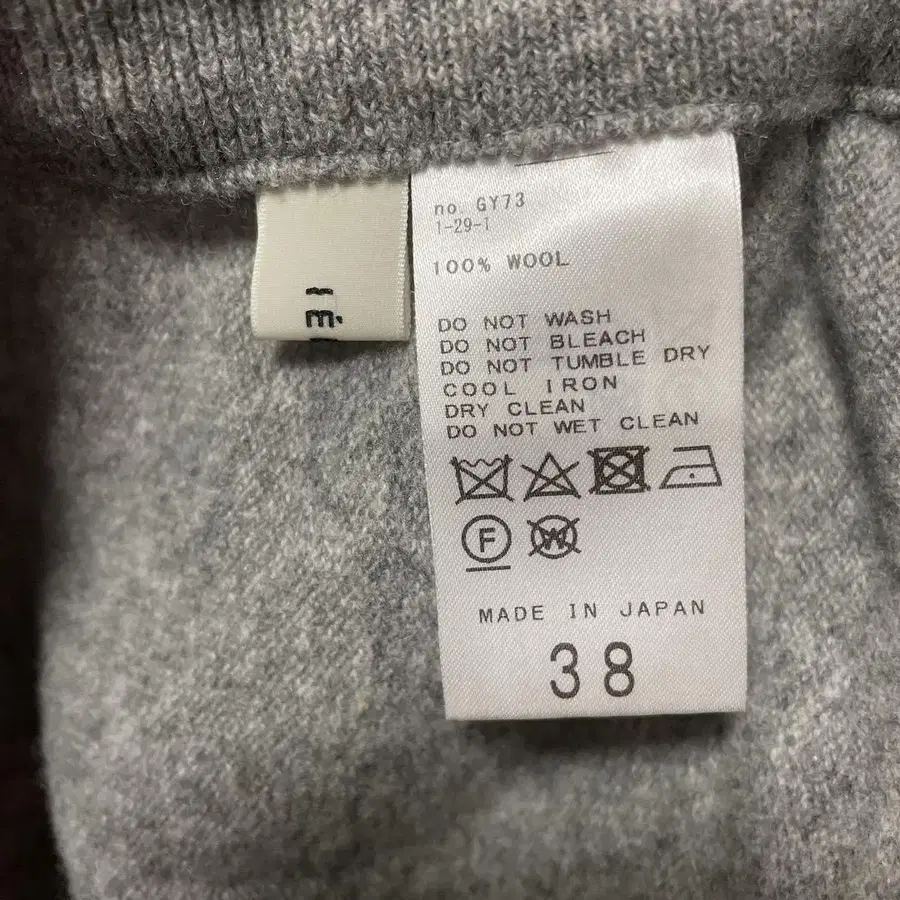 no. GY73
1-29-1
100% WOOL
DO NOT WASH
DO NOT BLEACH
DO NOT TUMBLE DRY
COOL IRON
DRY CLEAN
DO NOT WET CLEAN
F W
MADE IN JAPAN
38